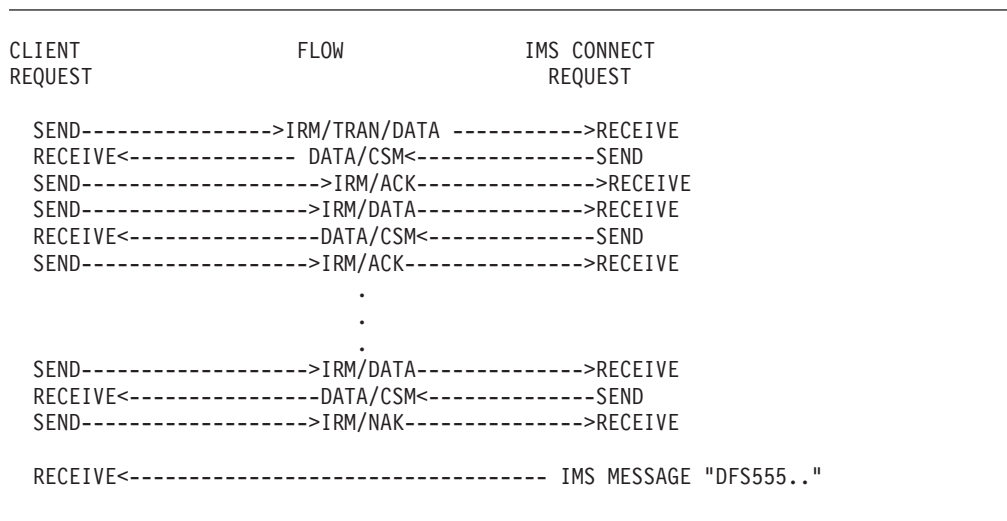 CLIENT                  FLOW               IMS CONNECT
REQUEST                                      REQUEST
  SEND---------------->IRM/TRAN/DATA ----------->RECEIVE
  RECEIVE<-------------- DATA/CSM<---------------SEND
  SEND-------------------->IRM/ACK--------------->RECEIVE
  SEND------------------->IRM/DATA-------------->RECEIVE
  RECEIVE<----------------DATA/CSM<--------------SEND
  SEND------------------->IRM/ACK--------------->RECEIVE
                             .
                             .
                             .
  SEND------------------->IRM/DATA-------------->RECEIVE
  RECEIVE<----------------DATA/CSM<--------------SEND
  SEND------------------->IRM/NAK--------------->RECEIVE
  RECEIVE<----------------------------------- IMS MESSAGE "DFS555.."